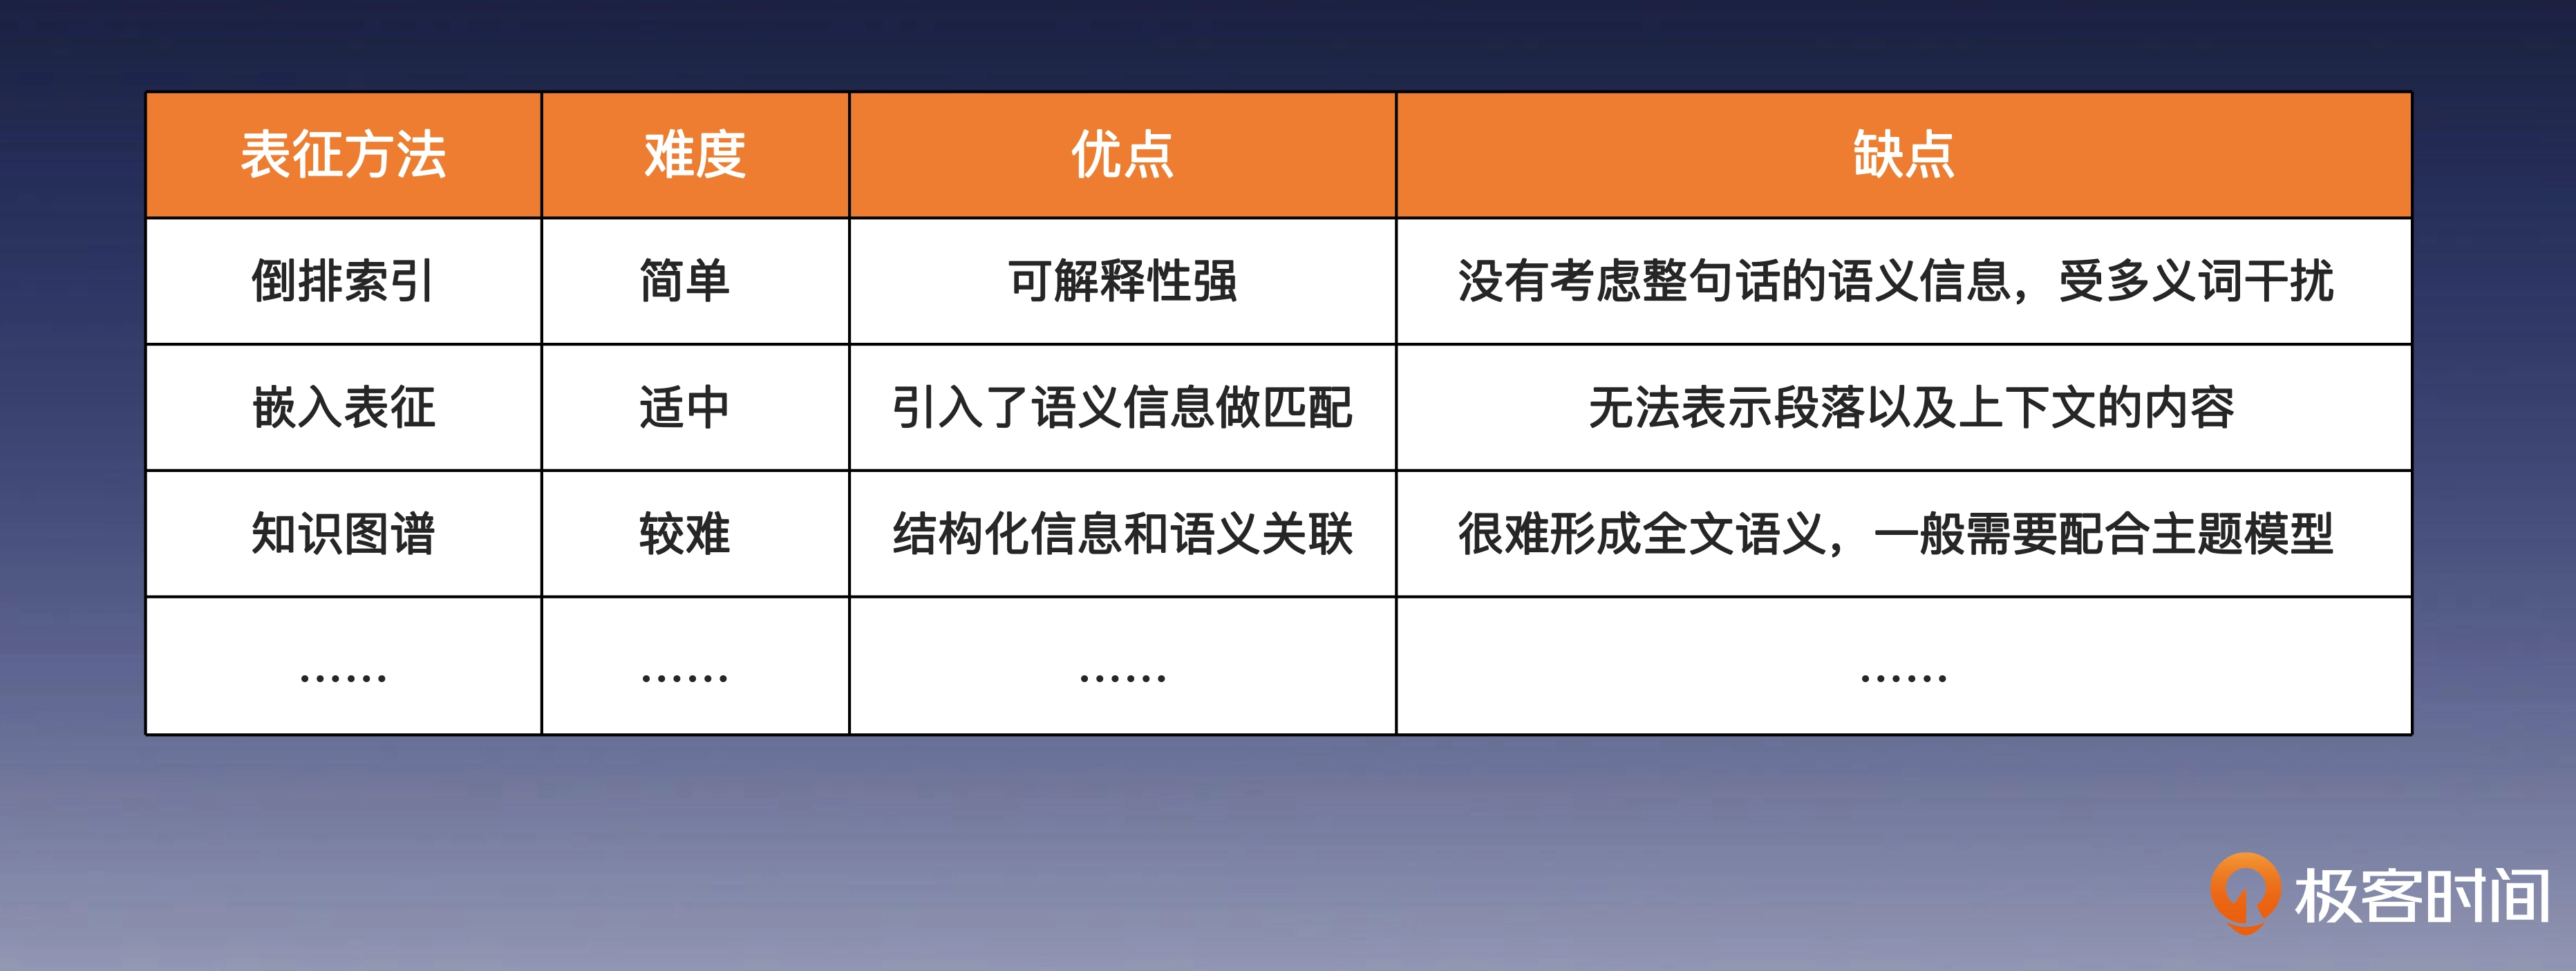 表征方法 难度 优点 缺点
倒排索引 简单 可解释性强 没有考虑整句话的语义信息，受多义词干扰
嵌入表征 适中 引入了语义信息做匹配 无法表示段落以及上下文的内容
知识图谱 较难 结构化信息和语义关联 很难形成全文语义，一般需要配合主题模型
…… …… …… ……
极客时间